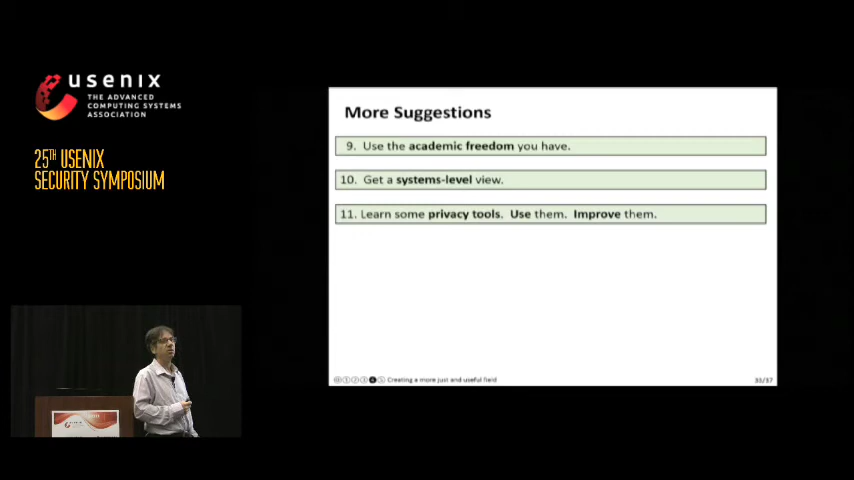 usenix
THE ADVANCED
COMPUTING SYSTEMS
ASSOCIATION
25TH USENIX
SECURITY SYMPOSIUM
More Suggestions
9. Use the academic freedom you have.
10. Get a systems-level view.
11. Learn some privacy tools. Use them. Improve them.
Creating a more just and useful field
33/37